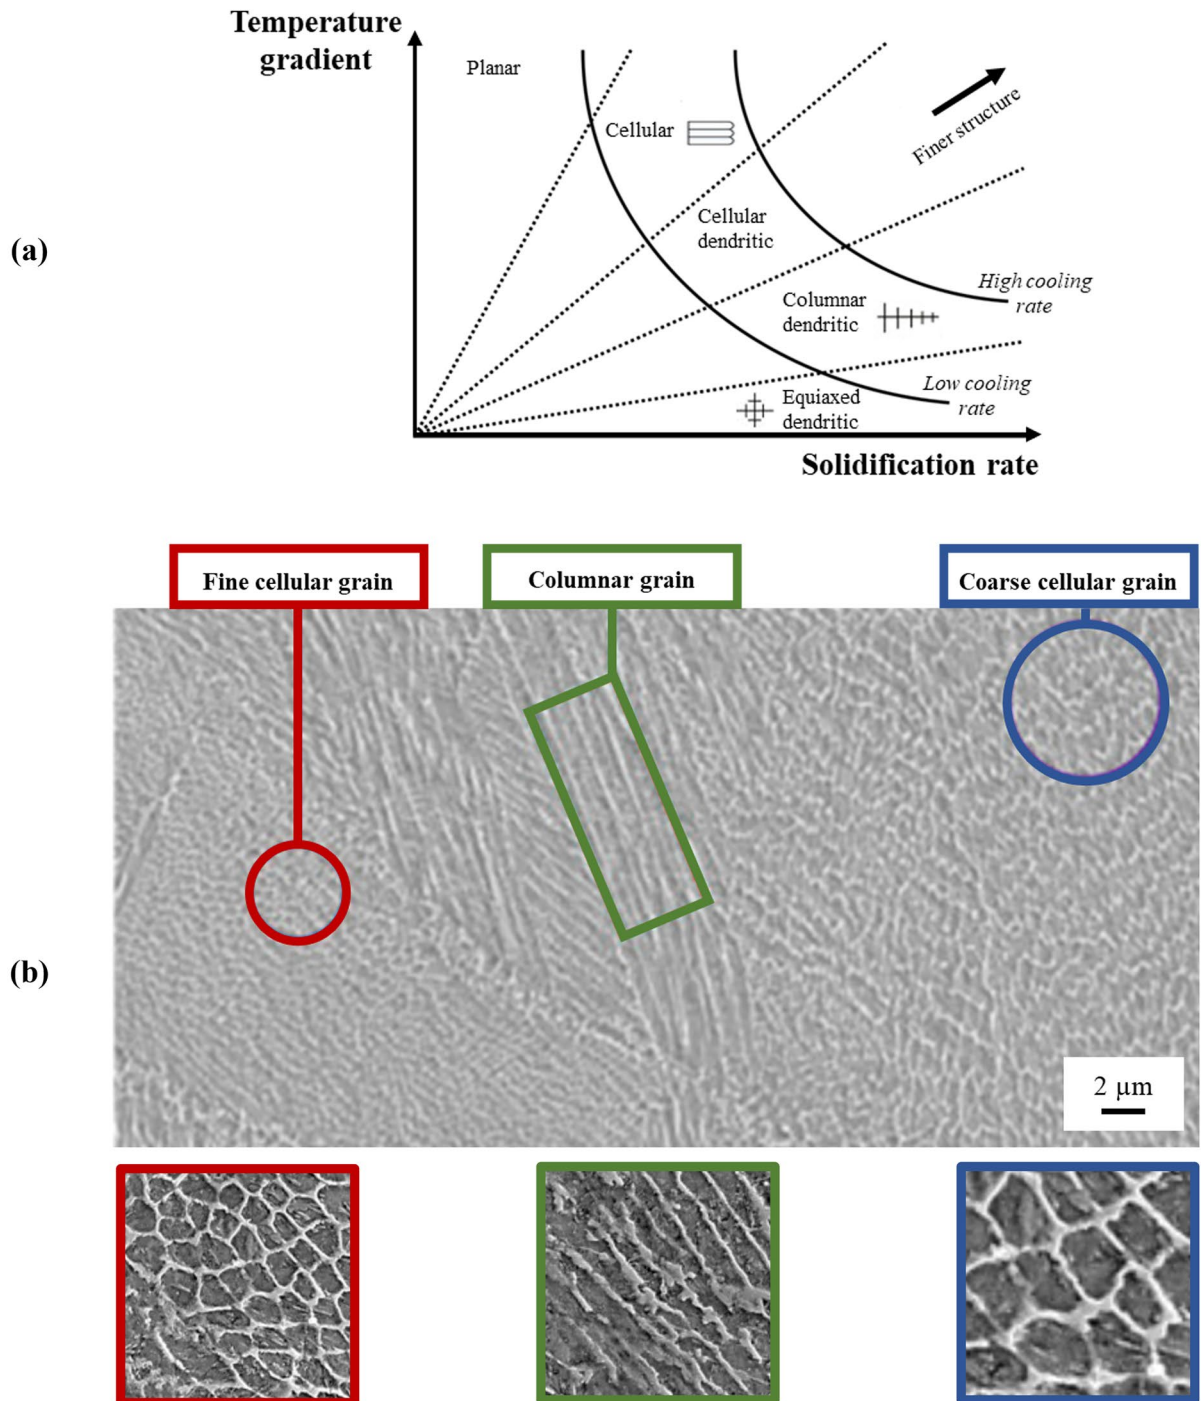 Temperature
gradient
Planar
Cellular
Finer structure
(a)
Cellular
dendritic
High cooling
rate
Columnar
dendritic
Low cooling
rate
Equiaxed
dendritic
Solidification rate
Fine cellular grain
Columnar grain
Coarse cellular grain
(b)
2 µm